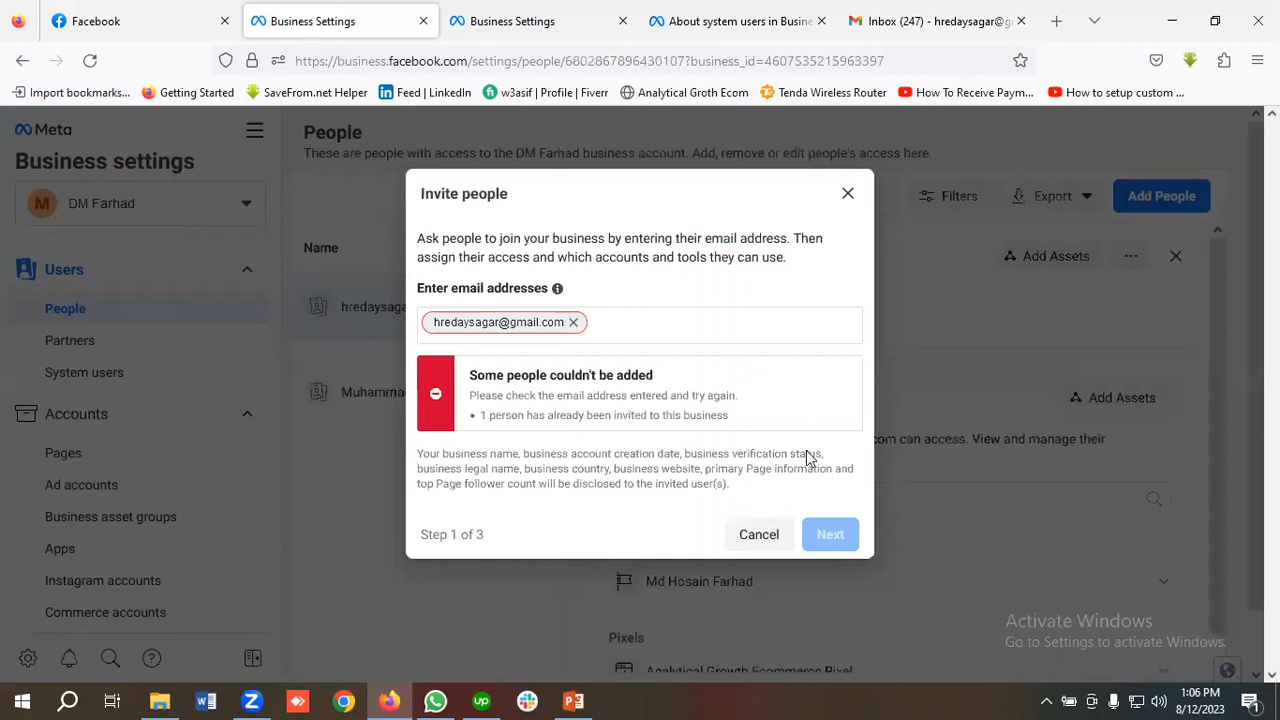 Facebook
Business Settings
Business Settings
About system users in Busine
Inbox (247) - hredaysagar@g
https://business.facebook.com/settings/people/6802867896430107?business_id=4607535215963397
Import bookmarks...
Getting Started
SaveFrom.net Helper
Feed | LinkedIn
w3asif | Profile | Fiverr
Analytical Groth Ecom
Tenda Wireless Router
How To Receive Paym...
How to setup custom ...
Meta
Business settings
M
DM Farhad
Users
People
Partners
System users
Accounts
Pages
Ad accounts
Business asset groups
Apps
Instagram accounts
Commerce accounts
People
These are people with access to the DM Farhad business account. Add, remove or edit people's access here.
Filters
Export
Add People
Name
Add Assets
hredaysa
Muhamma
Add Assets
com can access. View and manage their
Invite people
Ask people to join your business by entering their email address. Then
assign their access and which accounts and tools they can use.
Enter email addresses
hredaysagar@gmail.com
Some people couldn't be added
Please check the email address entered and try again.
• 1 person has already been invited to this business
Your business name, business account creation date, business verification status,
business legal name, business country, business website, primary Page information and
top Page follower count will be disclosed to the invited user(s).
Step 1 of 3
Cancel
Next
Md Hosain Farhad
Pixels
Analytical Growth Ecommerce Pixel
Activate Windows
Go to Settings to activate Windows.
1:06 PM
8/12/2023